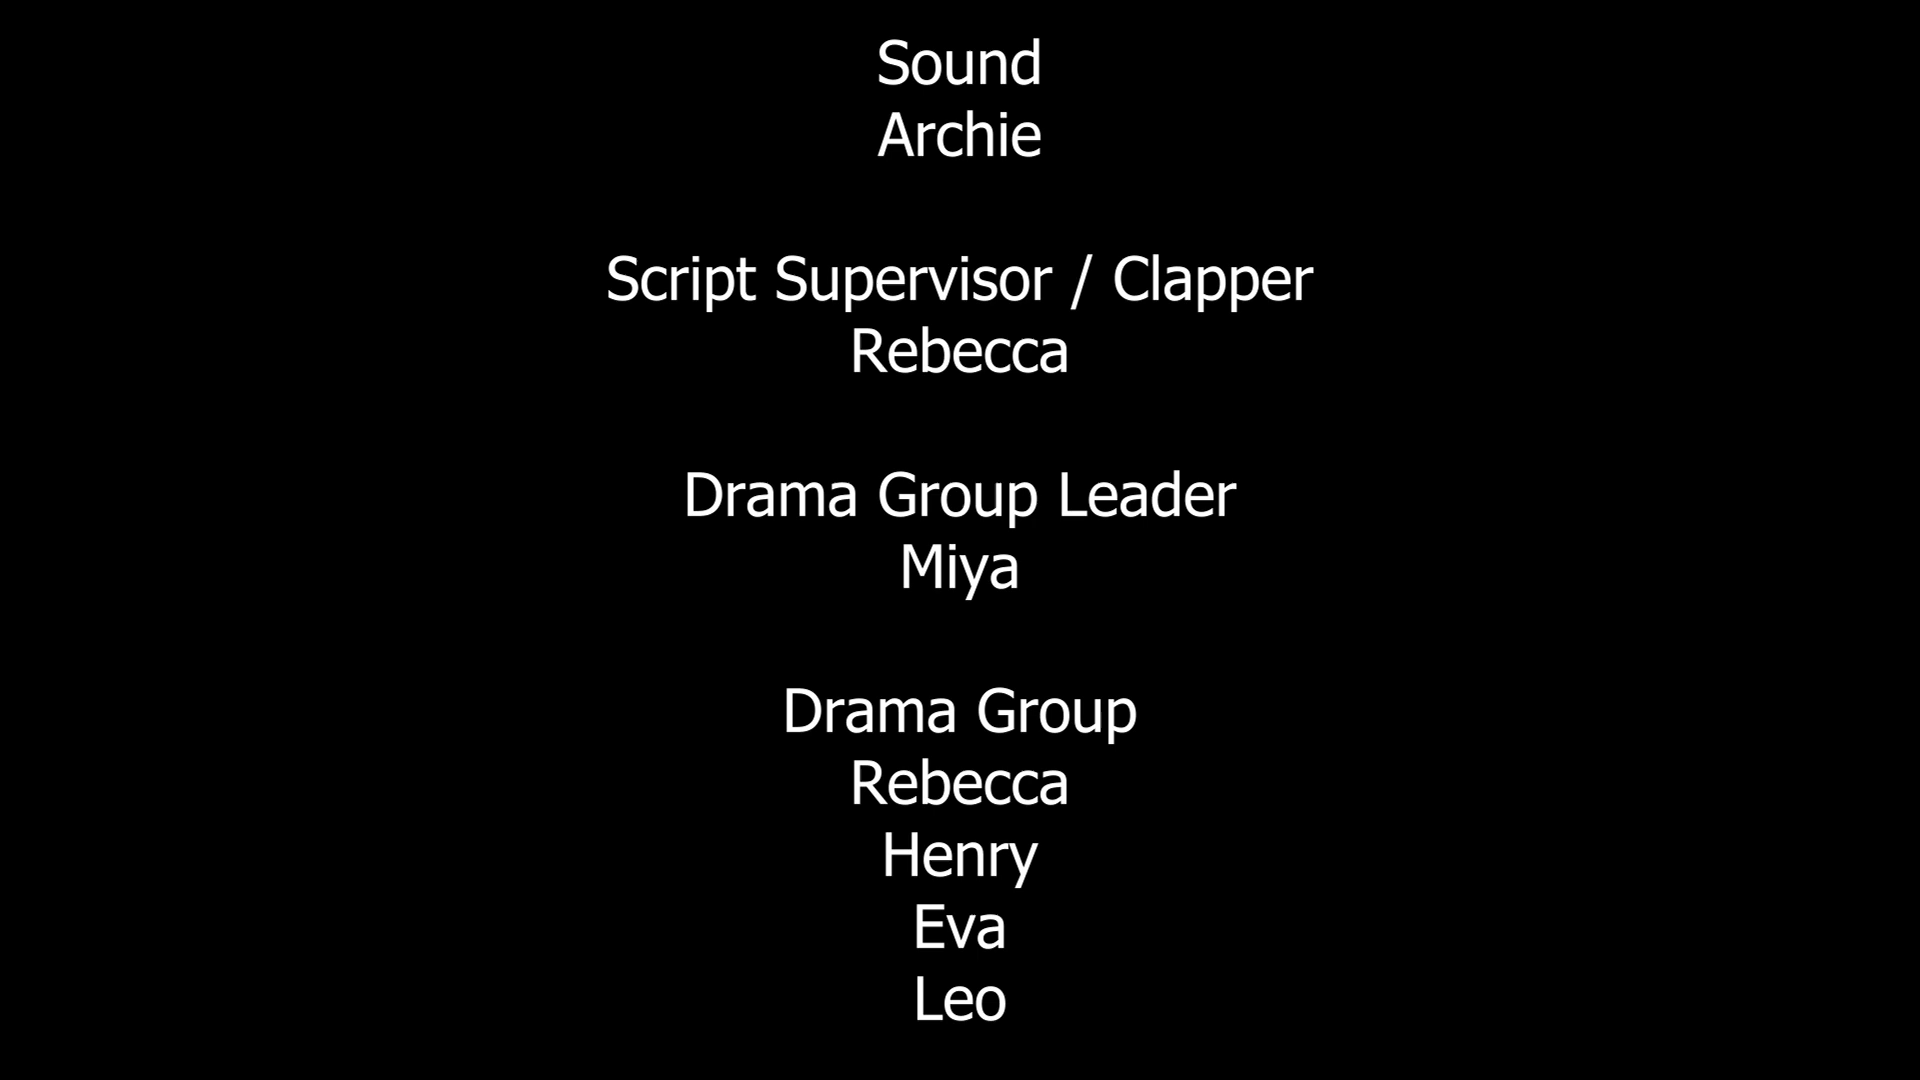 Sound
Archie
Script Supervisor / Clapper
Rebecca
Drama Group Leader
Miya
Drama Group
Rebecca
Henry
Eva
Leo